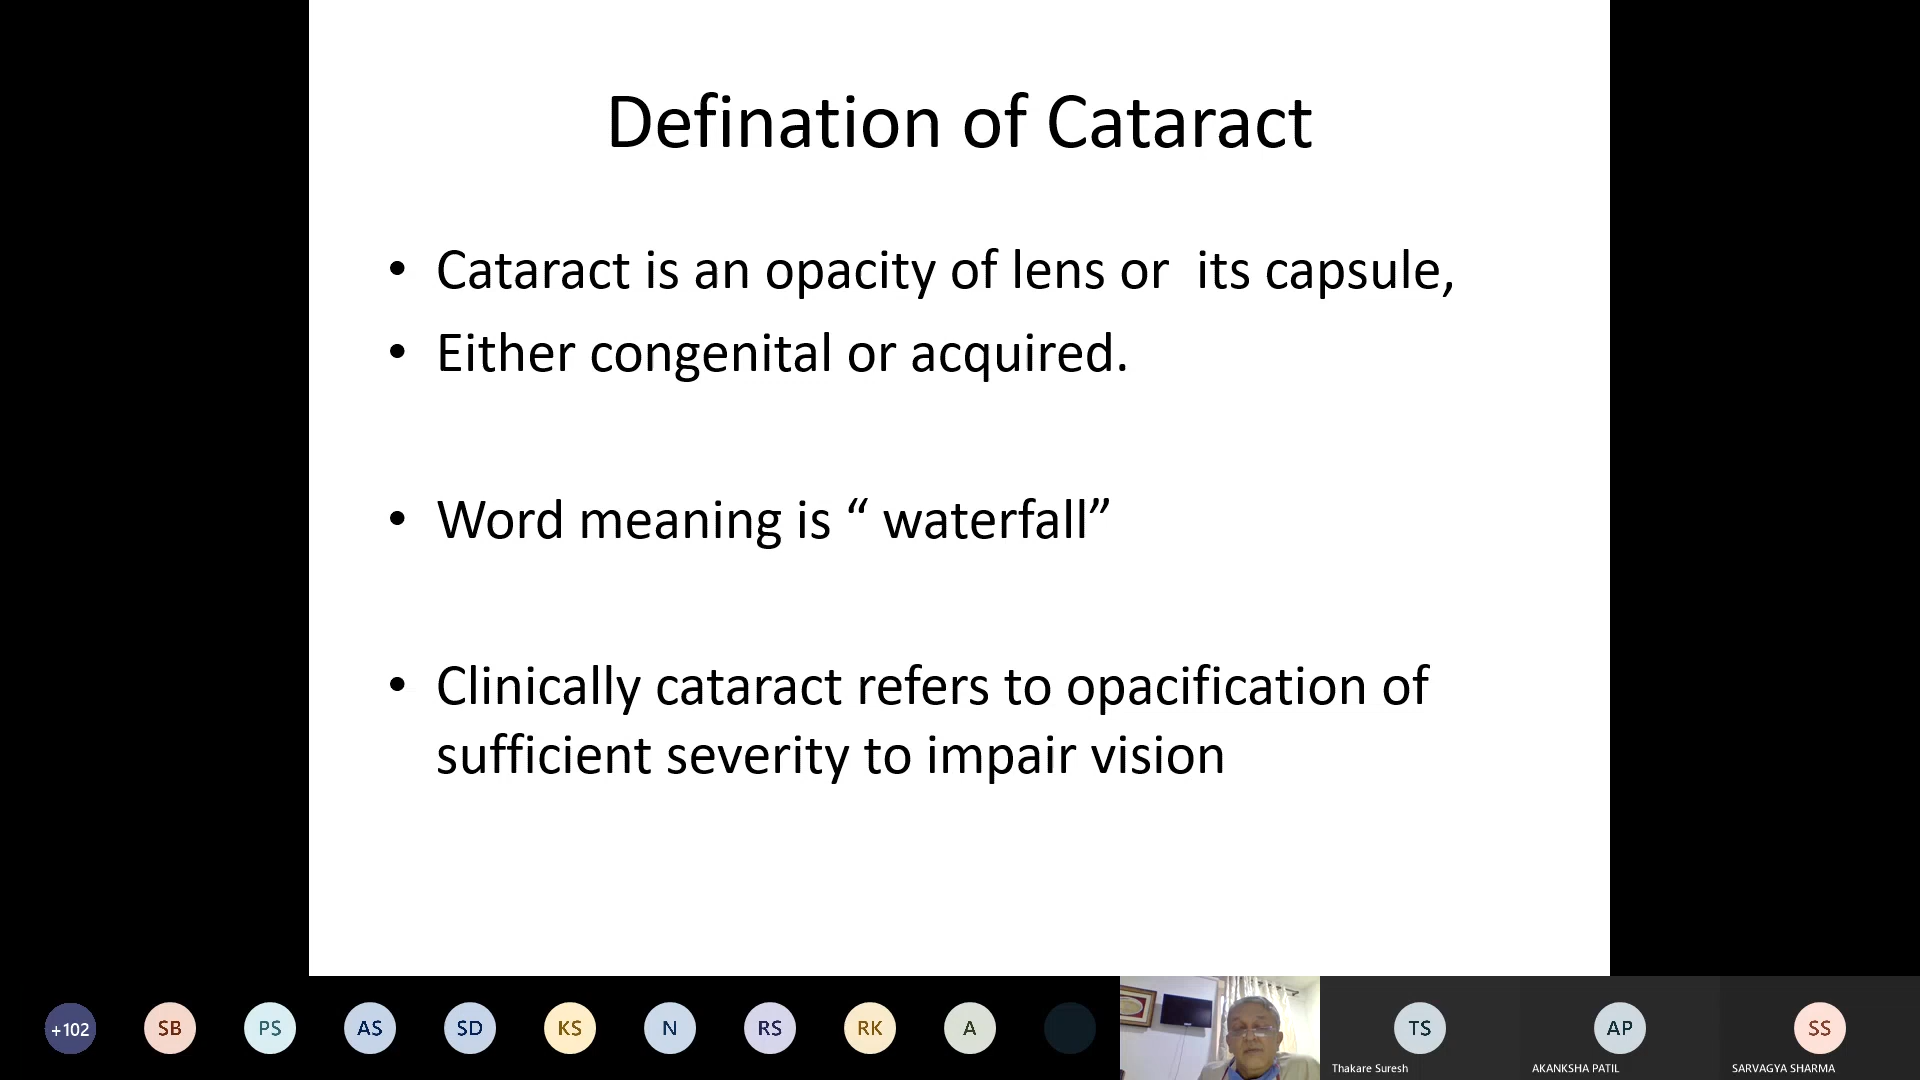 Defination of Cataract
• Cataract is an opacity of lens or  its capsule,
• Either congenital or acquired.
• Word meaning is “ waterfall”
• Clinically cataract refers to opacification of
sufficient severity to impair vision
+102 SB PS AS SD KS N RS RK A TS AP SS
Thakare Suresh AKANKSHA PATIL SARVAGYA SHARMA